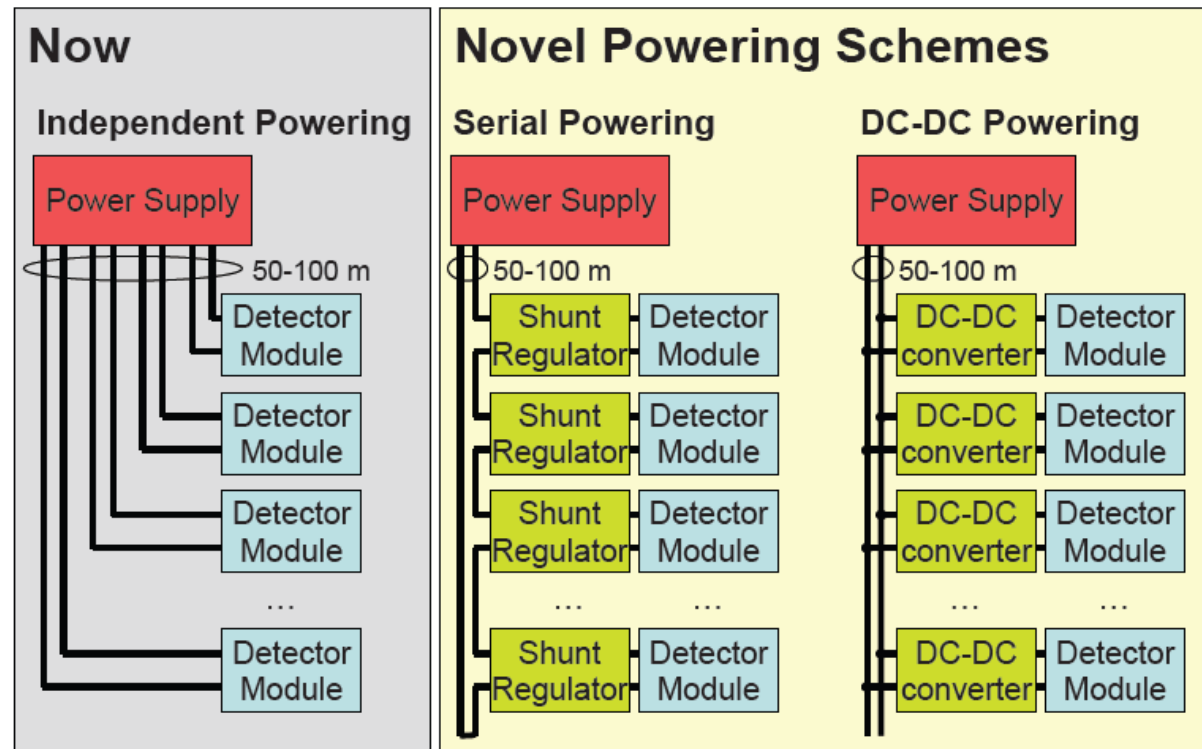 Now
Independent Powering
Power Supply
50-100 m
Detector
Module
Detector
Module
Detector
Module
...
Detector
Module
Novel Powering Schemes
Serial Powering
Power Supply
50-100 m
Shunt
Regulator
Detector
Module
Shunt
Regulator
Detector
Module
Shunt
Regulator
Detector
Module
...
...
Shunt
Regulator
Detector
Module
DC-DC Powering
Power Supply
50-100 m
DC-DC
converter
Detector
Module
DC-DC
converter
Detector
Module
DC-DC
converter
Detector
Module
...
...
DC-DC
converter
Detector
Module